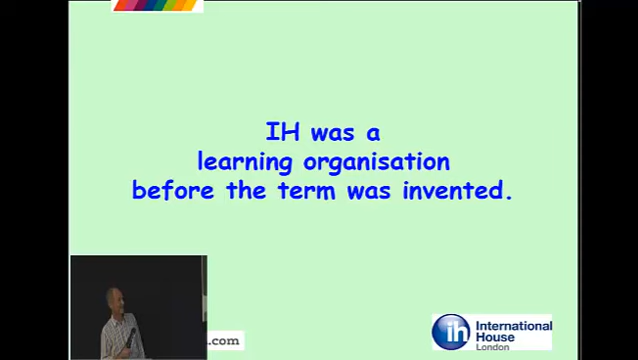 IH was a
learning organisation
before the term was invented.
.com
ih
International
House
London